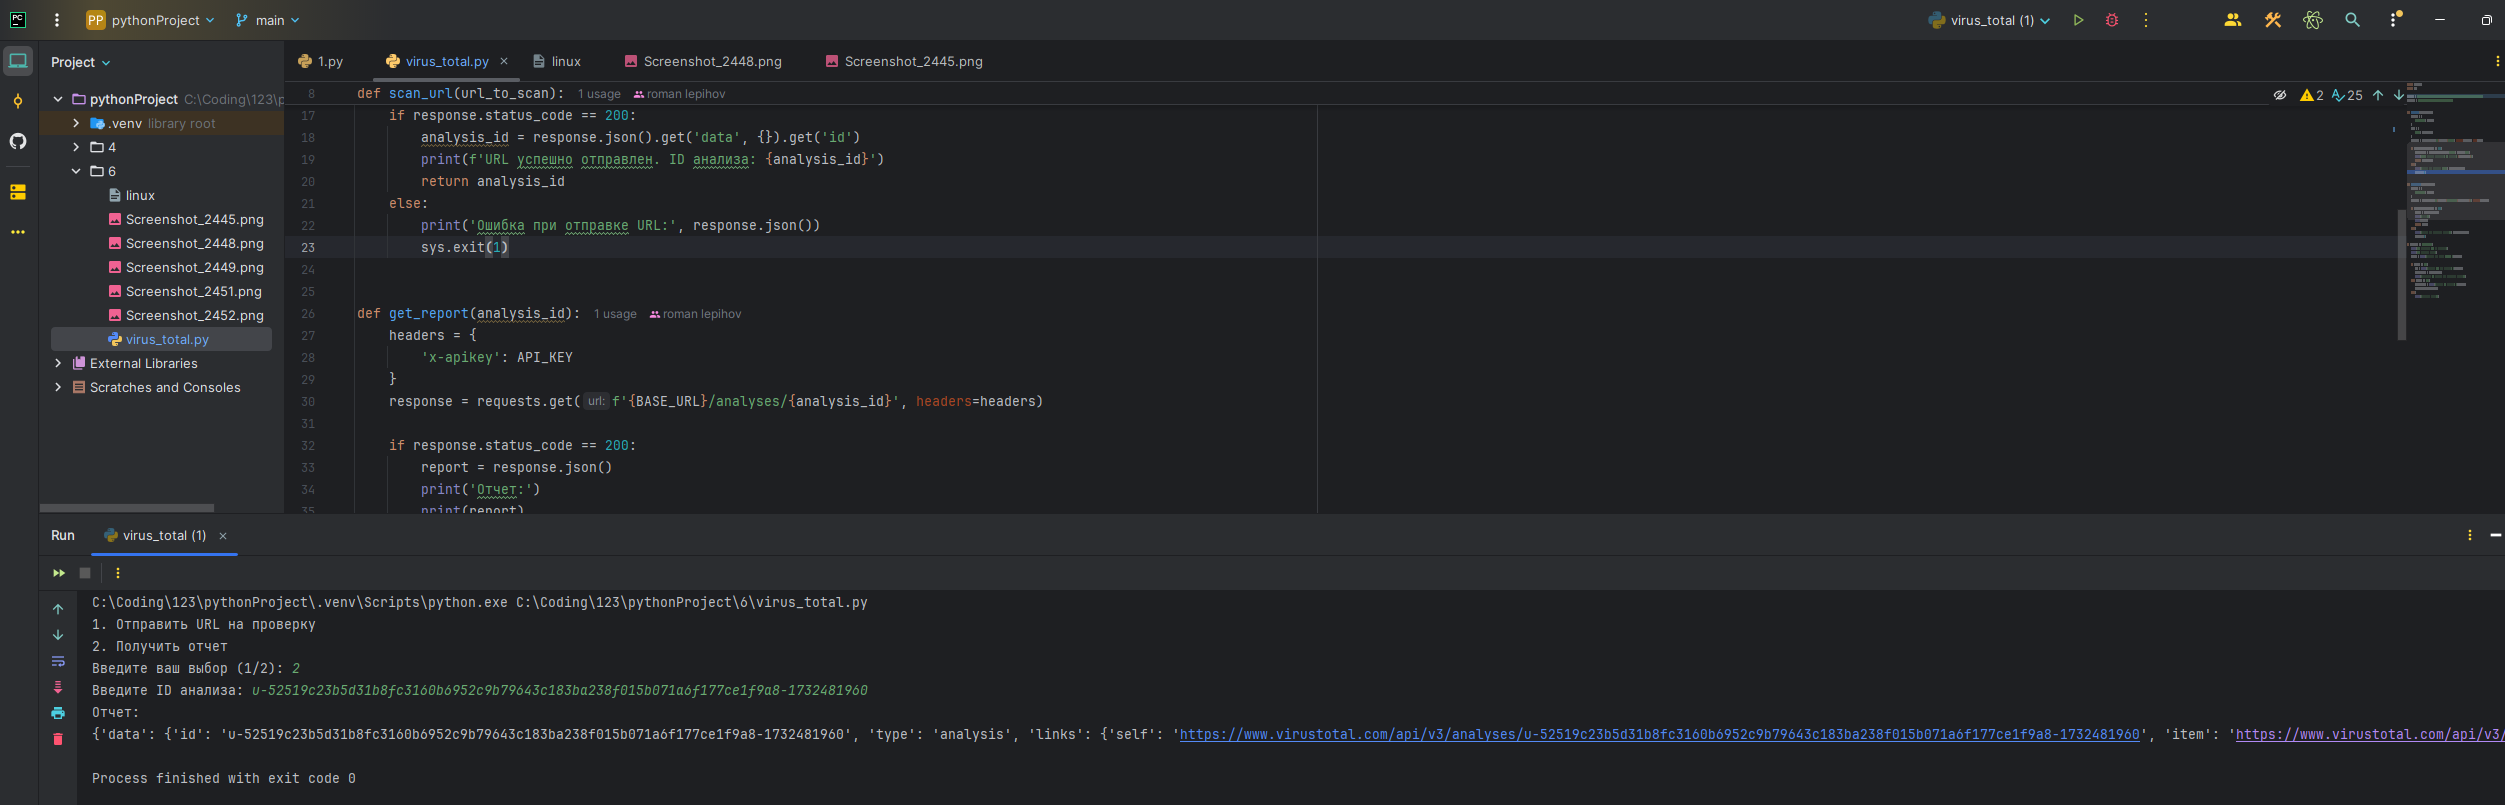 PP pythonProject main virus_total (1)
Project
1.py virus_total.py linux Screenshot_2448.png Screenshot_2445.png
pythonProject C:\Coding\123\p
.venv library root
4
6
linux
Screenshot_2445.png
Screenshot_2448.png
Screenshot_2449.png
Screenshot_2451.png
Screenshot_2452.png
virus_total.py
External Libraries
Scratches and Consoles
8 def scan_url(url_to_scan): 1 usage roman lepihov
2 25
17 if response.status_code == 200:
18 analysis_id = response.json().get('data', {}).get('id')
19 print(f'URL успешно отправлен. ID анализа: {analysis_id}')
20 return analysis_id
21 else:
22 print('Ошибка при отправке URL:', response.json())
23 sys.exit(1)
24
25
26 def get_report(analysis_id): 1 usage roman lepihov
27 headers = {
28 'x-apikey': API_KEY
29 }
30 response = requests.get( url: f'{BASE_URL}/analyses/{analysis_id}', headers=headers)
31
32 if response.status_code == 200:
33 report = response.json()
34 print('Отчет:')
35 print(report)
Run virus_total (1)
C:\Coding\123\pythonProject\.venv\Scripts\python.exe C:\Coding\123\pythonProject\6\virus_total.py
1. Отправить URL на проверку
2. Получить отчет
Введите ваш выбор (1/2): 2
Введите ID анализа: u-52519c23b5d31b8fc3160b6952c9b79643c183ba238f015b071a6f177ce1f9a8-1732481960
Отчет:
{'data': {'id': 'u-52519c23b5d31b8fc3160b6952c9b79643c183ba238f015b071a6f177ce1f9a8-1732481960', 'type': 'analysis', 'links': {'self': 'https://www.virustotal.com/api/v3/analyses/u-52519c23b5d31b8fc3160b6952c9b79643c183ba238f015b071a6f177ce1f9a8-1732481960', 'item': 'https://www.virustotal.com/api/v3/
Process finished with exit code 0